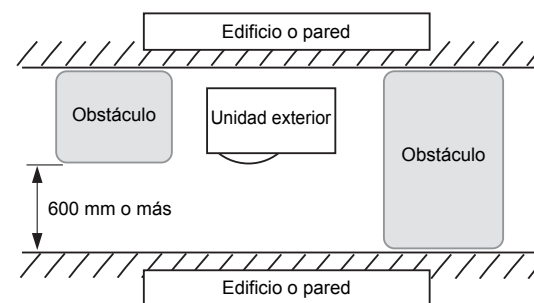 Edificio o pared
Obstáculo
Unidad exterior
Obstáculo
600 mm o más
Edificio o pared